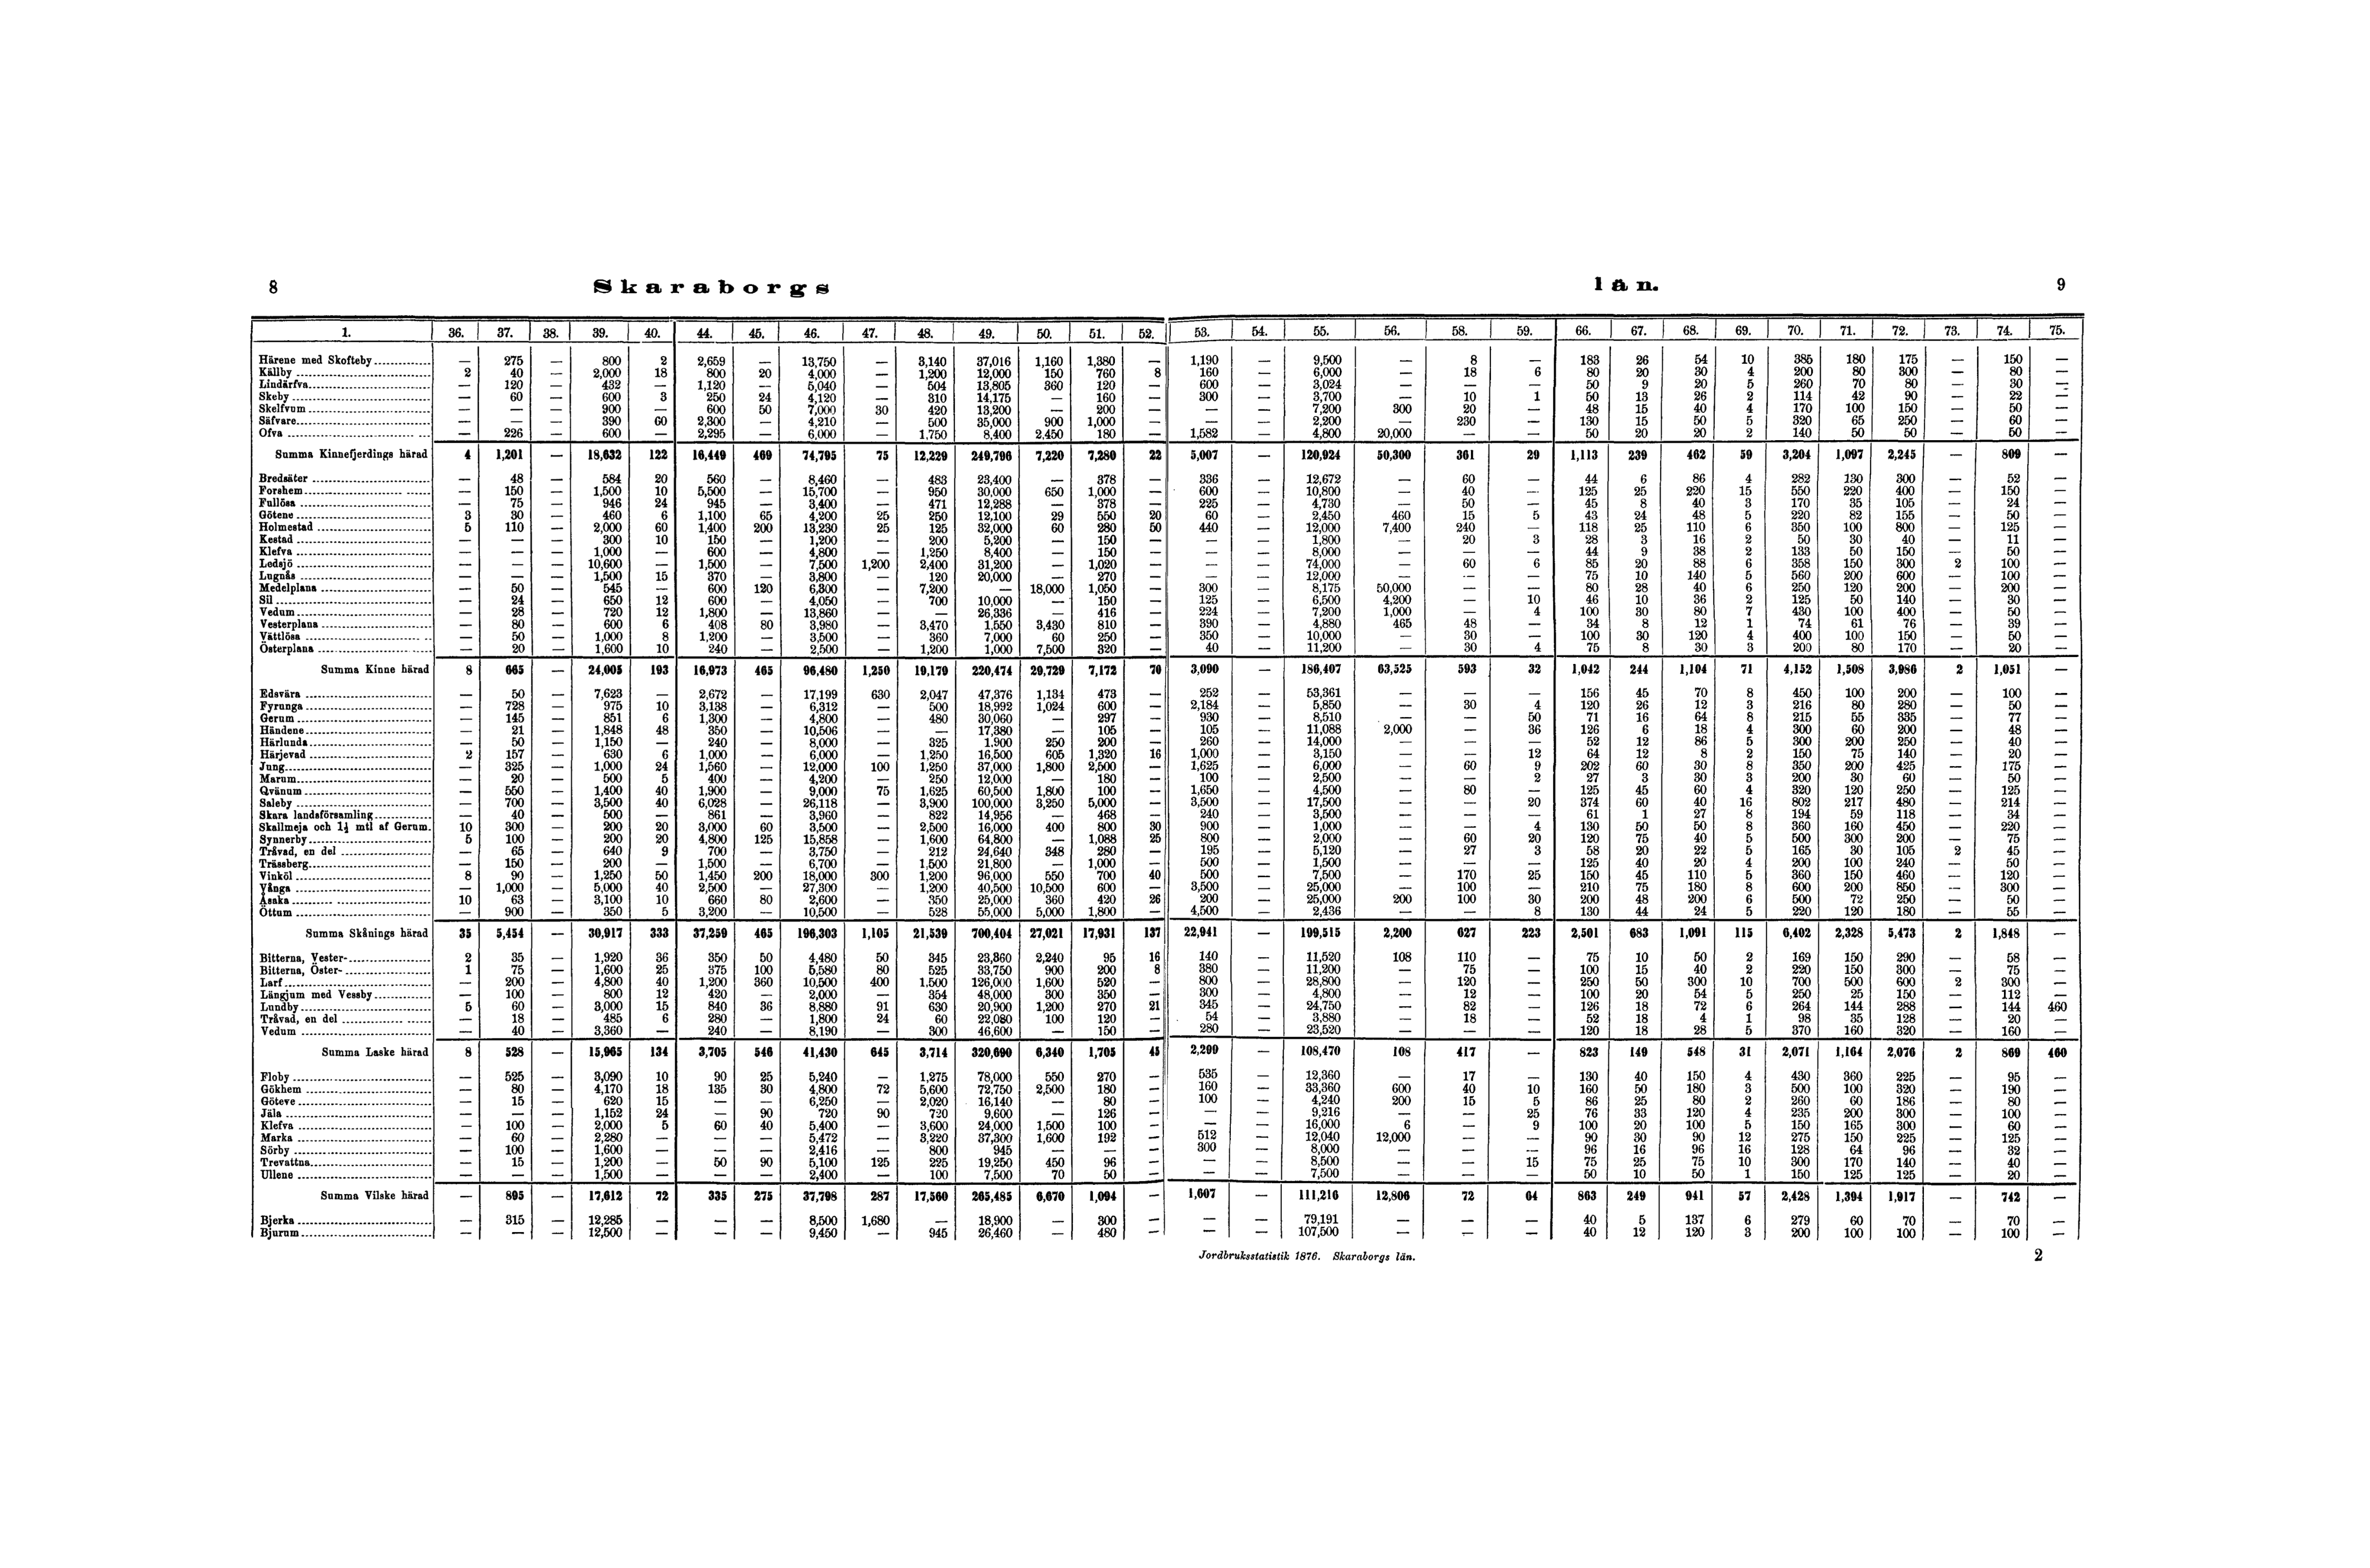 8 Skaraborgs län. 9
1. 36. 37. 38. 39. 40. 44. 45. 46. 47. 48. 49. 50. 51. 52. 53. 54. 55. 56. 58. 59. 66. 67. 68. 69. 70. 71. 72. 73. 74. 75.
Härene med Skofteby — 275 — 800 2 2,659 — 13,750 — 3,140 37,016 1,160 1,380 — 1,190 — 9,500 — 8 — 183 26 54 10 385 180 175 — 150 —
Källby 2 40 — 2,000 18 800 20 4,000 — 1,200 12,000 150 760 8 160 — 6,000 — 18 6 80 20 30 4 200 80 300 — 80 —
Lindärfva — 120 — 432 — 1,120 — 5,040 — 504 13,805 360 120 — 600 — 3,024 — — — 50 9 20 5 260 70 80 — 30 —
Skeby — 60 — 600 3 250 24 4,120 — 310 14,175 — 160 — 300 — 3,700 — 10 1 50 13 26 2 114 42 90 — 22 —
Skelfvum — — — 900 — 600 50 7,000 30 420 13,200 — 200 — — — 7,200 300 20 — 48 15 40 4 170 100 150 — 50 —
Säfvare — — — 390 60 2,300 — 4,210 — 500 35,000 900 1,000 — — — 2,200 — 230 — 130 15 50 5 320 65 250 — 60 —
Ofva — 226 — 600 — 2,295 — 6,000 — 1,750 8,400 2,450 180 — 1,582 — 4,800 20,000 — — 50 20 20 2 140 50 50 — 50 —
Summa Kinnefjerdings härad 4 1,201 — 18,632 122 16,449 469 74,795 75 12,229 249,796 7,220 7,280 22 5,007 — 120,924 50,300 361 29 1,113 239 462 59 3,204 1,097 2,245 — 809 —
Bredsäter — 48 — 584 20 560 — 8,460 — 483 23,400 — 378 — 336 — 12,672 — 60 — 44 6 86 4 282 130 300 — 52 —
Forshem — 150 — 1,500 10 5,500 — 15,700 — 950 30,000 650 1,000 — 600 — 10,800 — 40 — 125 25 220 15 550 220 400 — 150 —
Fullösa — 75 — 946 24 945 — 3,400 — 471 12,288 — 378 — 225 — 4,730 — 50 — 45 8 40 3 170 35 105 — 24 —
Götene 3 30 — 460 6 1,100 65 4,200 25 250 12,100 29 550 20 60 — 2,450 460 15 5 43 24 48 5 220 82 155 — 50 —
Holmestad 5 110 — 2,000 60 1,400 200 13,230 25 125 32,000 60 280 50 440 — 12,000 7,400 240 — 118 25 110 6 350 100 800 — 125 —
Kestad — — — 300 10 150 — 1,200 — 200 5,200 — 150 — — — 1,800 — 20 3 28 3 16 2 50 30 40 — 11 —
Klefva — — — 1,000 — 600 — 4,800 — 1,250 8,400 — 150 — — — 8,000 — — — 44 9 38 2 133 50 150 — 50 —
Ledsjö — — — 10,600 — 1,500 — 7,500 1,200 2,400 31,200 — 1,020 — — — 74,000 — 60 6 85 20 88 6 358 150 300 2 100 —
Lugnås — — — 1,500 15 370 — 3,800 — 120 20,000 — 270 — — — 12,000 — — — 75 10 140 5 560 200 600 — 100 —
Medelplana — 50 — 545 — 600 120 6,300 — 7,200 — 18,000 1,050 — 300 — 8,175 50,000 — — 80 28 40 6 250 120 200 — 200 —
Sil — 24 — 650 12 600 — 4,050 — 700 10,000 — 150 — 125 — 6,500 4,200 — 10 46 10 36 2 125 50 140 — 30 —
Vedum — 28 — 720 12 1,800 — 13,860 — — 26,336 — 416 — 224 — 7,200 1,000 — 4 100 30 80 7 430 100 400 — 50 —
Vesterplana — 80 — 600 6 408 80 3,980 — 3,470 1,550 3,430 810 — 390 — 4,880 465 48 — 34 8 12 1 74 61 76 — 39 —
Vättlösa — 50 — 1,000 8 1,200 — 3,500 — 360 7,000 60 250 — 350 — 10,000 — 30 — 100 30 120 4 400 100 150 — 50 —
Österplana — 20 — 1,600 10 240 — 2,500 — 1,200 1,000 7,500 320 — 40 — 11,200 — 30 4 75 8 30 3 200 80 170 — 20 —
Summa Kinne härad 8 665 — 24,005 193 16,973 465 96,480 1,250 19,179 220,474 29,729 7,172 70 3,090 — 186,407 63,525 593 32 1,042 244 1,104 71 4,152 1,508 3,986 2 1,051 —
Edsvära — 50 — 7,623 — 2,672 — 17,199 630 2,047 47,376 1,134 473 — 252 — 53,361 — — — 156 45 70 8 450 100 200 — 100 —
Fyrunga — 728 — 975 10 3,138 — 6,312 — 500 18,992 1,024 600 — 2,184 — 5,850 — 30 4 120 26 12 3 216 80 280 — 50 —
Gerum — 145 — 851 6 1,300 — 4,800 — 480 30,060 — 297 — 930 — 8,510 — — 50 71 16 64 8 215 55 335 — 77 —
Händene — 21 — 1,848 48 350 — 10,506 — — 17,380 — 105 — 105 — 11,088 2,000 — 36 126 6 18 4 300 60 200 — 48 —
Härlunda — 50 — 1,150 — 240 — 8,000 — 325 1,900 250 200 — 260 — 14,000 — — — 52 12 86 5 300 200 250 — 40 —
Härjevad 2 157 — 630 6 1,000 — 6,000 — 1,250 16,500 605 1,320 16 1,000 — 3,150 — — 12 64 12 8 2 150 75 140 — 20 —
Jung — 325 — 1,000 24 1,560 — 12,000 100 1,250 37,000 1,800 2,500 — 1,625 — 6,000 — 60 9 202 60 30 8 350 200 425 — 175 —
Marum — 20 — 500 5 400 — 4,200 — 250 12,000 — 180 — 100 — 2,500 — — 2 27 3 30 3 200 30 60 — 50 —
Qvänum — 550 — 1,400 40 1,900 — 9,000 75 1,625 60,500 1,800 100 — 1,650 — 4,500 — 80 — 125 45 60 4 320 120 250 — 125 —
Saleby — 700 — 3,500 40 6,028 — 26,118 — 3,900 100,000 3,250 5,000 — 3,500 — 17,500 — — 20 374 60 40 16 802 217 480 — 214 —
Skara landsförsamling — 40 — 500 — 861 — 3,960 — 822 14,956 — 468 — 240 — 3,500 — — — 61 1 27 8 194 59 118 — 34 —
Skallmeja och 1½ mtl af Gerum. 10 300 — 200 20 3,000 60 3,500 — 2,500 16,000 400 800 30 900 — 1,000 — — 4 130 50 50 8 360 160 450 — 220 —
Synnerby 5 100 — 200 20 4,800 125 15,858 — 1,600 64,800 — 1,088 25 800 — 2,000 — 60 20 120 75 40 5 500 300 200 — 75 —
Tråvad, en del — 65 — 640 9 700 — 3,750 — 212 24,640 348 280 — 195 — 5,120 — 27 3 58 20 22 5 165 30 105 2 45 —
Trässberg — 150 — 200 — 1,500 — 6,700 — 1,500 21,800 — 1,000 — 500 — 1,500 — — — 125 40 20 4 200 100 240 — 50 —
Vinköl 8 90 — 1,250 50 1,450 200 18,000 300 1,200 96,000 550 700 40 500 — 7,500 — 170 25 150 45 110 5 360 150 460 — 120 —
Vånga — 1,000 — 5,000 40 2,500 — 27,300 — 1,200 40,500 10,500 600 — 3,500 — 25,000 — 100 — 210 75 180 8 600 200 850 — 300 —
Åsaka 10 63 — 3,100 10 660 80 2,600 — 350 25,000 360 420 26 200 — 25,000 200 100 30 200 48 200 6 500 72 250 — 50 —
Öttum — 900 — 350 5 3,200 — 10,500 — 528 55,000 5,000 1,800 — 4,500 — 2,436 — — 8 130 44 24 5 220 120 180 — 55 —
Summa Skånings härad 35 5,454 — 30,917 333 37,259 465 196,303 1,105 21,539 700,404 27,021 17,931 137 22,941 — 199,515 2,200 627 223 2,501 683 1,091 115 6,402 2,328 5,473 2 1,848 —
Bitterna, Vester- 2 35 — 1,920 36 350 50 4,480 50 345 23,360 2,240 95 16 140 — 11,520 108 110 — 75 10 50 2 169 150 290 — 58 —
Bitterna, Öster- 1 75 — 1,600 25 375 100 5,580 80 525 33,750 900 200 8 380 — 11,200 — 75 — 100 15 40 2 220 150 300 — 75 —
Larf — 200 — 4,800 40 1,200 360 10,500 400 1,500 126,000 1,600 520 — 800 — 28,800 — 120 — 250 50 300 10 700 500 600 2 300 —
Längjum med Vessby — 100 — 800 12 420 — 2,000 — 354 48,000 300 350 — 300 — 4,800 — 12 — 100 20 54 5 250 25 150 — 112 —
Lundby 5 60 — 3,000 15 840 36 8,880 91 630 20,900 1,200 270 21 345 — 24,750 — 82 — 126 18 72 6 264 144 288 — 144 460
Tråvad, en del — 18 — 485 6 280 — 1,800 24 60 22,080 100 120 — 54 — 3,880 — 18 — 52 18 4 1 98 35 128 — 20 —
Vedum — 40 — 3,360 — 240 — 8,190 — 300 46,600 — 150 — 280 — 23,520 — — — 120 18 28 5 370 160 320 — 160 —
Summa Laske härad 8 528 — 15,965 134 3,705 546 41,430 645 3,714 320,690 6,340 1,705 45 2,299 — 108,470 108 417 — 823 149 548 31 2,071 1,164 2,076 2 869 460
Floby — 525 — 3,090 10 90 25 5,240 — 1,275 78,000 550 270 — 535 — 12,360 — 17 — 130 40 150 4 430 360 225 — 95 —
Gökhem — 80 — 4,170 18 135 30 4,800 72 5,600 72,750 2,500 180 — 160 — 33,360 600 40 10 160 50 180 3 500 100 320 — 190 —
Göteve — 15 — 620 15 — — 6,250 — 2,020 16,140 — 80 — 100 — 4,240 200 15 5 86 25 80 2 260 60 186 — 80 —
Jäla — — — 1,152 24 — 90 720 90 720 9,600 — 126 — — — 9,216 — — 25 76 33 120 4 235 200 300 — 100 —
Klefva — 100 — 2,000 5 60 40 5,400 — 3,600 24,000 1,500 100 — — — 16,000 6 — 9 100 20 100 5 150 165 300 — 60 —
Marka — 60 — 2,280 — — — 5,472 — 3,220 37,300 1,600 192 — 512 — 12,040 12,000 — — 90 30 90 12 275 150 225 — 125 —
Sörby — 100 — 1,600 — — — 2,416 — 800 945 — — — 300 — 8,000 — — — 96 16 96 16 128 64 96 — 32 —
Trevattna — 15 — 1,200 — 50 90 5,100 125 225 19,250 450 96 — — — 8,500 — — 15 75 25 75 10 300 170 140 — 40 —
Ullene — — — 1,500 — — — 2,400 — 100 7,500 70 50 — — — 7,500 — — — 50 10 50 1 150 125 125 — 20 —
Summa Vilske härad — 895 — 17,612 72 335 275 37,798 287 17,560 265,485 6,670 1,094 — 1,607 — 111,216 12,806 72 64 863 249 941 57 2,428 1,394 1,917 — 742 —
Bjerka — 315 — 12,285 — — — 8,500 1,680 — 18,900 — 300 — — — 79,191 — — — 40 5 137 6 279 60 70 — 70 —
Bjurum — — — 12,500 — — — 9,450 — 945 26,460 — 480 — — — 107,500 — — — 40 12 120 3 200 100 100 — 100 —
Jordbruksstatistik 1876. Skaraborgs län. 2